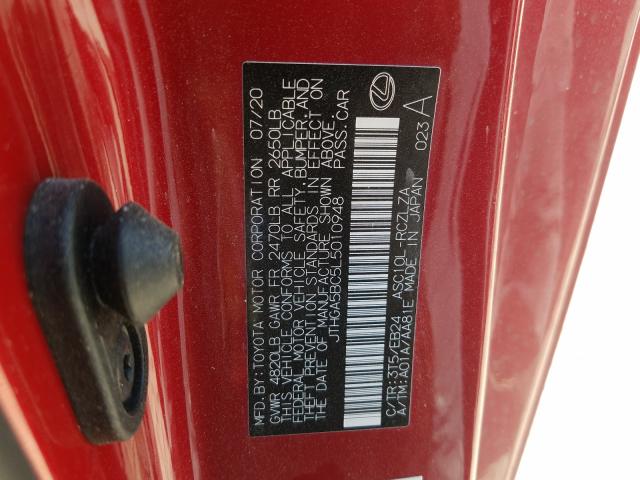 MFD. BY: TOYOTA MOTOR CORPORATION 07/20
GVWR 4820LB GAWR FR 2470LB RR 2650LB
THIS VEHICLE CONFORMS TO ALL APPLICABLE
FEDERAL MOTOR VEHICLE SAFETY, BUMPER, AND
THEFT PREVENTION STANDARDS IN EFFECT ON
THE DATE OF MANUFACTURE SHOWN ABOVE.
JTHGA5BC5L5010948 PASS. CAR
C/TR: 3T5/EB24 ASC10L-RCZLZA
A/TM: A01A/AA81E MADE IN JAPAN 023 A